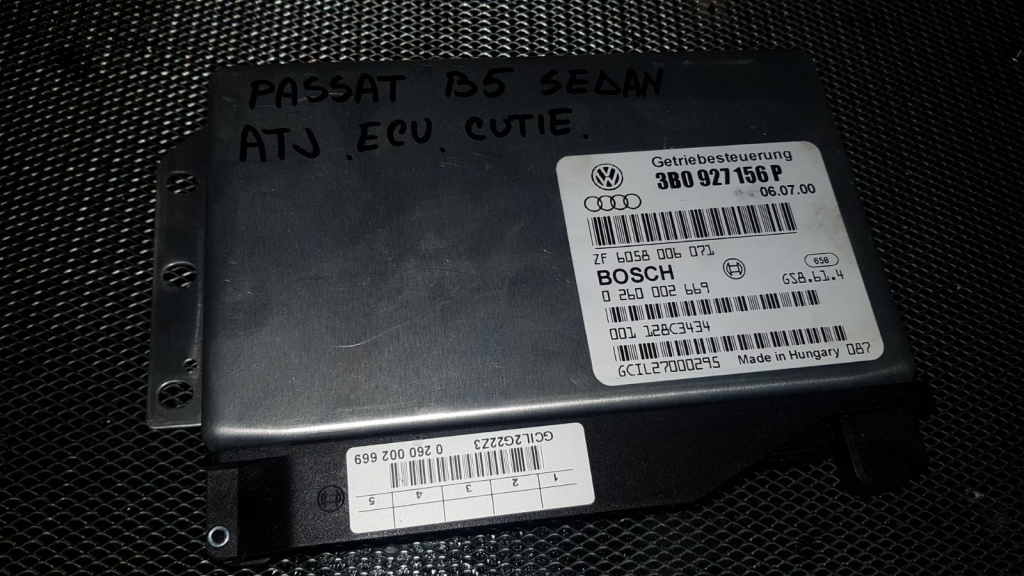 PASSAT B5 SEDAN
ATJ . ECU. CUTIE.
Getriebesteuerung
3B0 927 156 P
06.07.00
ZF 6058 006 071
BOSCH
658
0 260 002 669
GS8.61.4
001 128C3434
GCIL27000295 Made in Hungary 087
1 2 3 4 5
0 260 002 669
GCIL2G22Z3